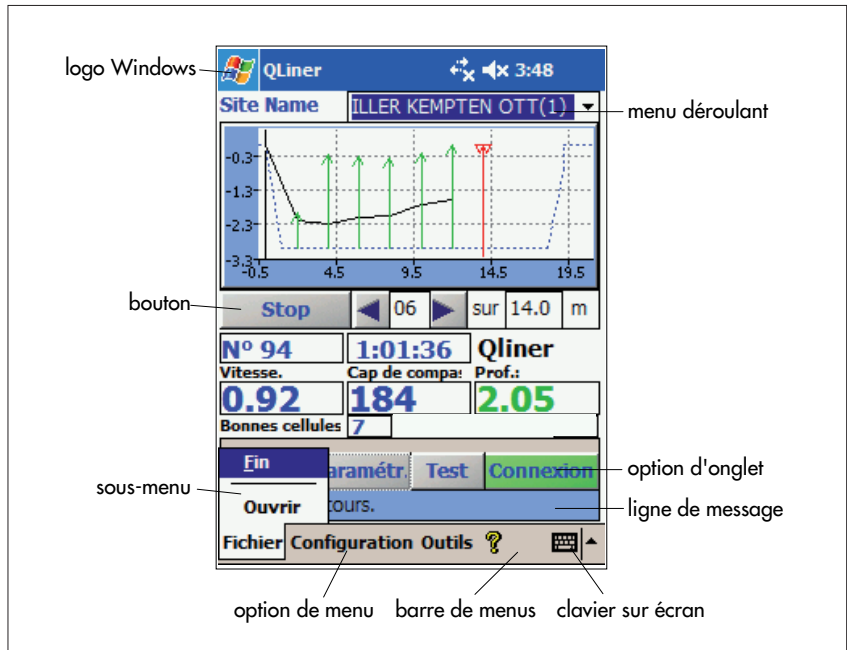 logo Windows
QLiner 3:48
Site Name ILLER KEMPTEN OTT(1)
menu déroulant
-0.3
-1.3
-2.3
-3.3
-0.5 4.5 9.5 14.5 19.5
bouton
Stop 06 sur 14.0 m
Nº 94 1:01:36 Qliner
Vitesse. Cap de compa: Prof.:
0.92 184 2.05
Bonnes cellules 7
Fin
Test Connexion
option d'onglet
sous-menu
Ouvrir
ligne de message
Fichier Configuration Outils ?
option de menu barre de menus clavier sur écran